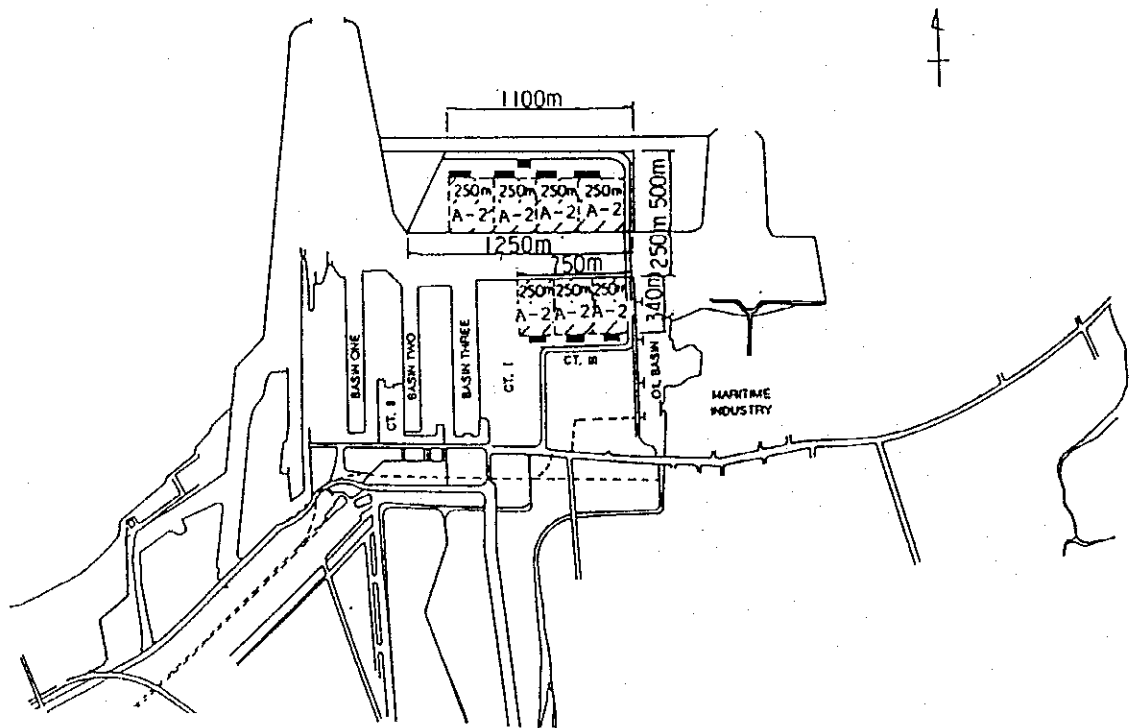 1100m
250m 250m 250m 250m
A-2 A-2 A-2 A-2
500m
1250m
250m
750m
250m 250m 250m
A-2 A-2 A-2
340m
BASIN ONE
CT. II
BASIN TWO
BASIN THREE
CT. I
CT. III
OIL BASIN
MARITIME
INDUSTRY